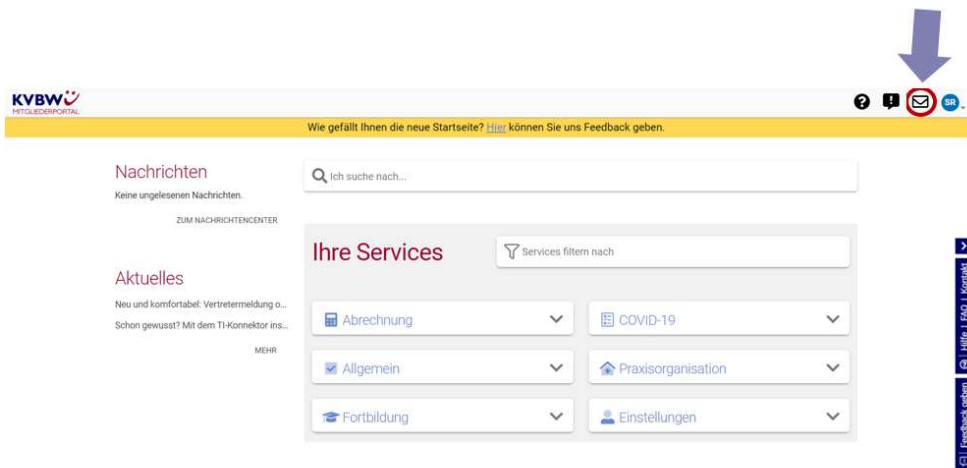 KVBW
MITGLIEDERPORTAL
SR
Wie gefällt Ihnen die neue Startseite? Hier können Sie uns Feedback geben.
Nachrichten
Keine ungelesenen Nachrichten.
ZUM NACHRICHTENCENTER
Aktuelles
Neu und komfortabel: Vertretermeldung o...
Schon gewusst? Mit dem TI-Konnektor ins...
MEHR
Ich suche nach...
Ihre Services
Services filtern nach
Abrechnung
COVID-19
Allgemein
Praxisorganisation
Fortbildung
Einstellungen
Hilfe | FAQ | Kontakt
Feedback geben